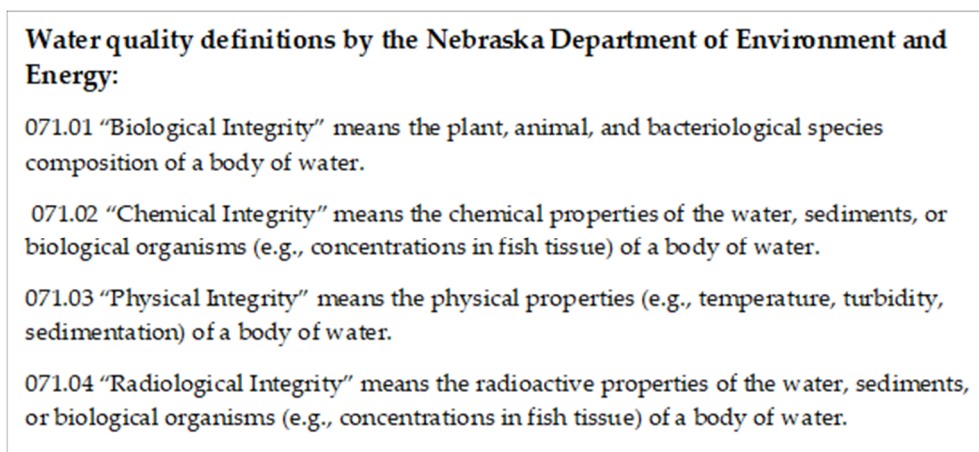 Water quality definitions by the Nebraska Department of Environment and
Energy:
071.01 “Biological Integrity” means the plant, animal, and bacteriological species
composition of a body of water.
071.02 “Chemical Integrity” means the chemical properties of the water, sediments, or
biological organisms (e.g., concentrations in fish tissue) of a body of water.
071.03 “Physical Integrity” means the physical properties (e.g., temperature, turbidity,
sedimentation) of a body of water.
071.04 “Radiological Integrity” means the radioactive properties of the water, sediments,
or biological organisms (e.g., concentrations in fish tissue) of a body of water.